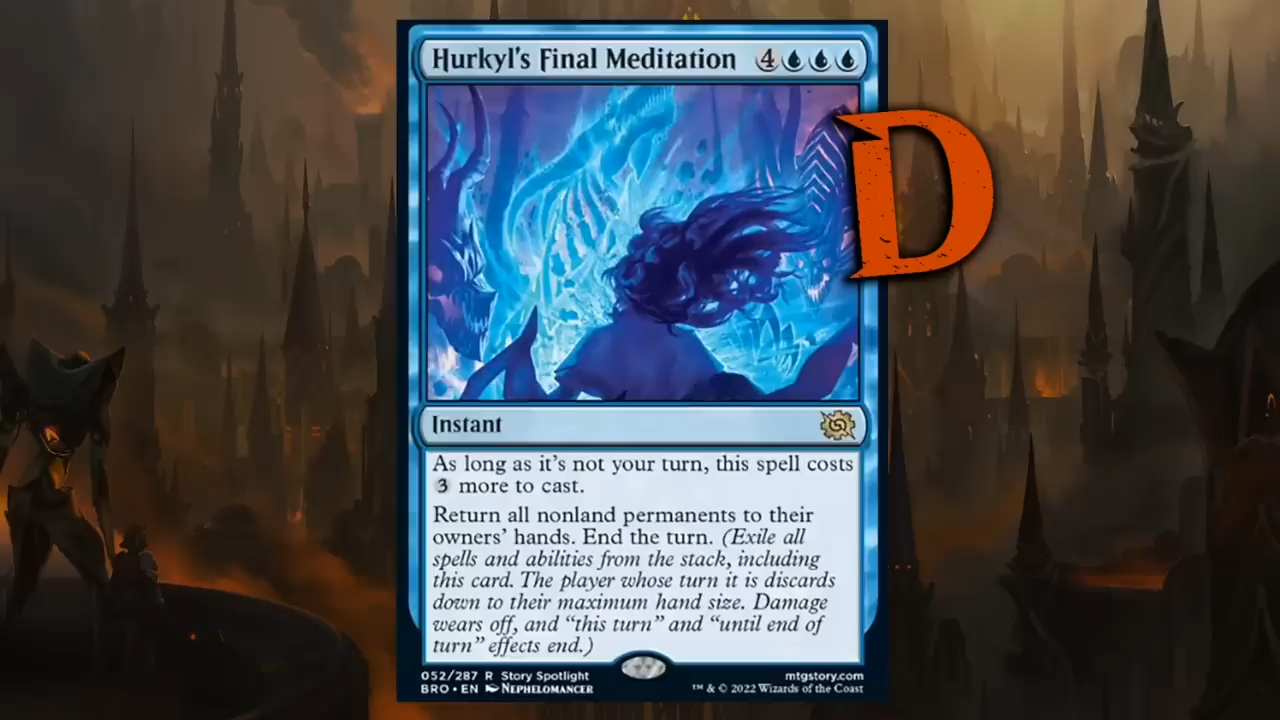 Hurkyl's Final Meditation 4
D
Instant
As long as it's not your turn, this spell costs
3 more to cast.
Return all nonland permanents to their
owners' hands. End the turn. (Exile all
spells and abilities from the stack, including
this card. The player whose turn it is discards
down to their maximum hand size. Damage
wears off, and "this turn" and "until end of
turn" effects end.)
052/287 R Story Spotlight
mtgstory.com
BRO • EN NEPHELOMANCER
™ & © 2022 Wizards of the Coast